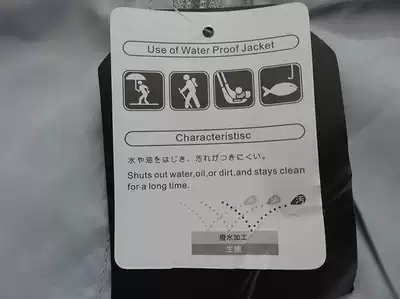 Use of Water Proof Jacket
Characteristisc
水や油をはじき、汚れがつきにくい。
Shuts out water,oil,or dirt,and stays clean
for a long time.
汚
撥水加工
生地